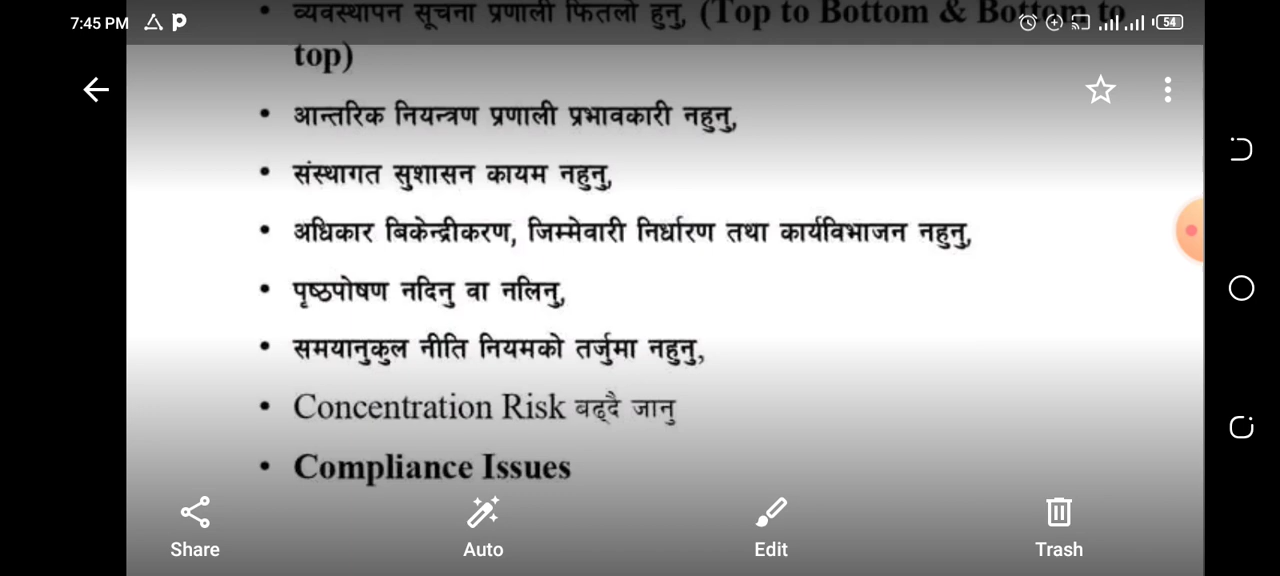 7:45 PM
54
• व्यवस्थापन सूचना प्रणाली फितलो हुनु, (Top to Bottom & Bottom to
top)
• आन्तरिक नियन्त्रण प्रणाली प्रभावकारी नहुनु,
• संस्थागत सुशासन कायम नहुनु,
• अधिकार बिकेन्द्रीकरण, जिम्मेवारी निर्धारण तथा कार्यविभाजन नहुनु,
• पृष्ठपोषण नदिनु वा नलिनु,
• समयानुकुल नीति नियमको तर्जुमा नहुनु,
• Concentration Risk बढ्दै जानु
• Compliance Issues
Share Auto Edit Trash